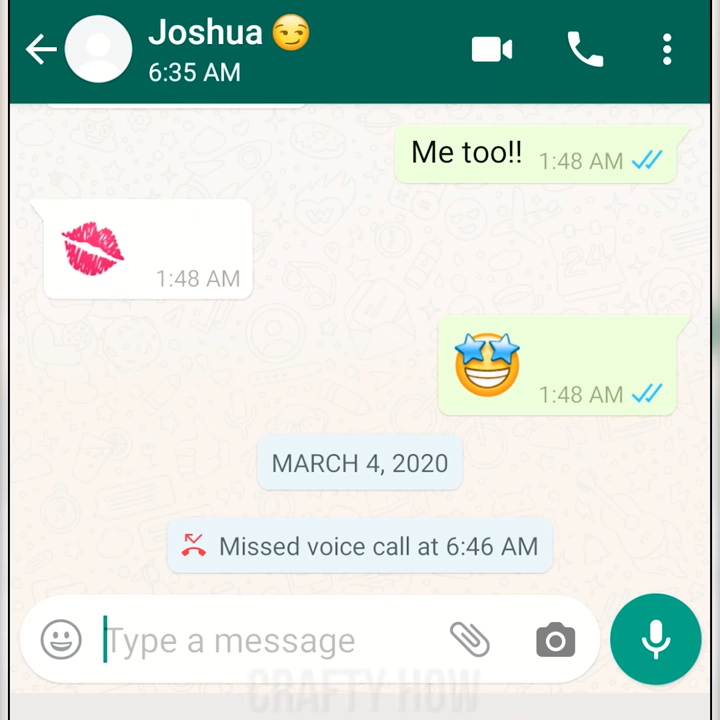 Joshua 😏
6:35 AM
Me too!! 1:48 AM
1:48 AM
1:48 AM
MARCH 4, 2020
Missed voice call at 6:46 AM
Type a message
CRAFTY HOW